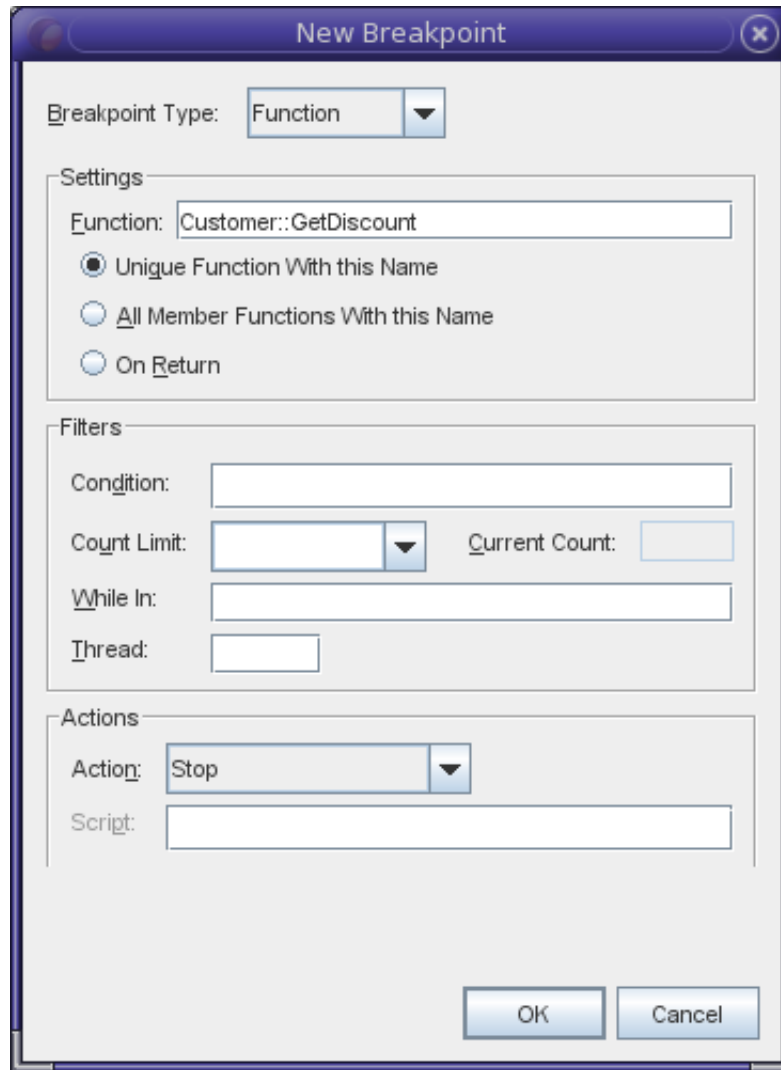 New Breakpoint
Breakpoint Type: Function
Settings
Function: Customer::GetDiscount
Unique Function With this Name
All Member Functions With this Name
On Return
Filters
Condition:
Count Limit: Current Count:
While In:
Thread:
Actions
Action: Stop
Script:
OK Cancel